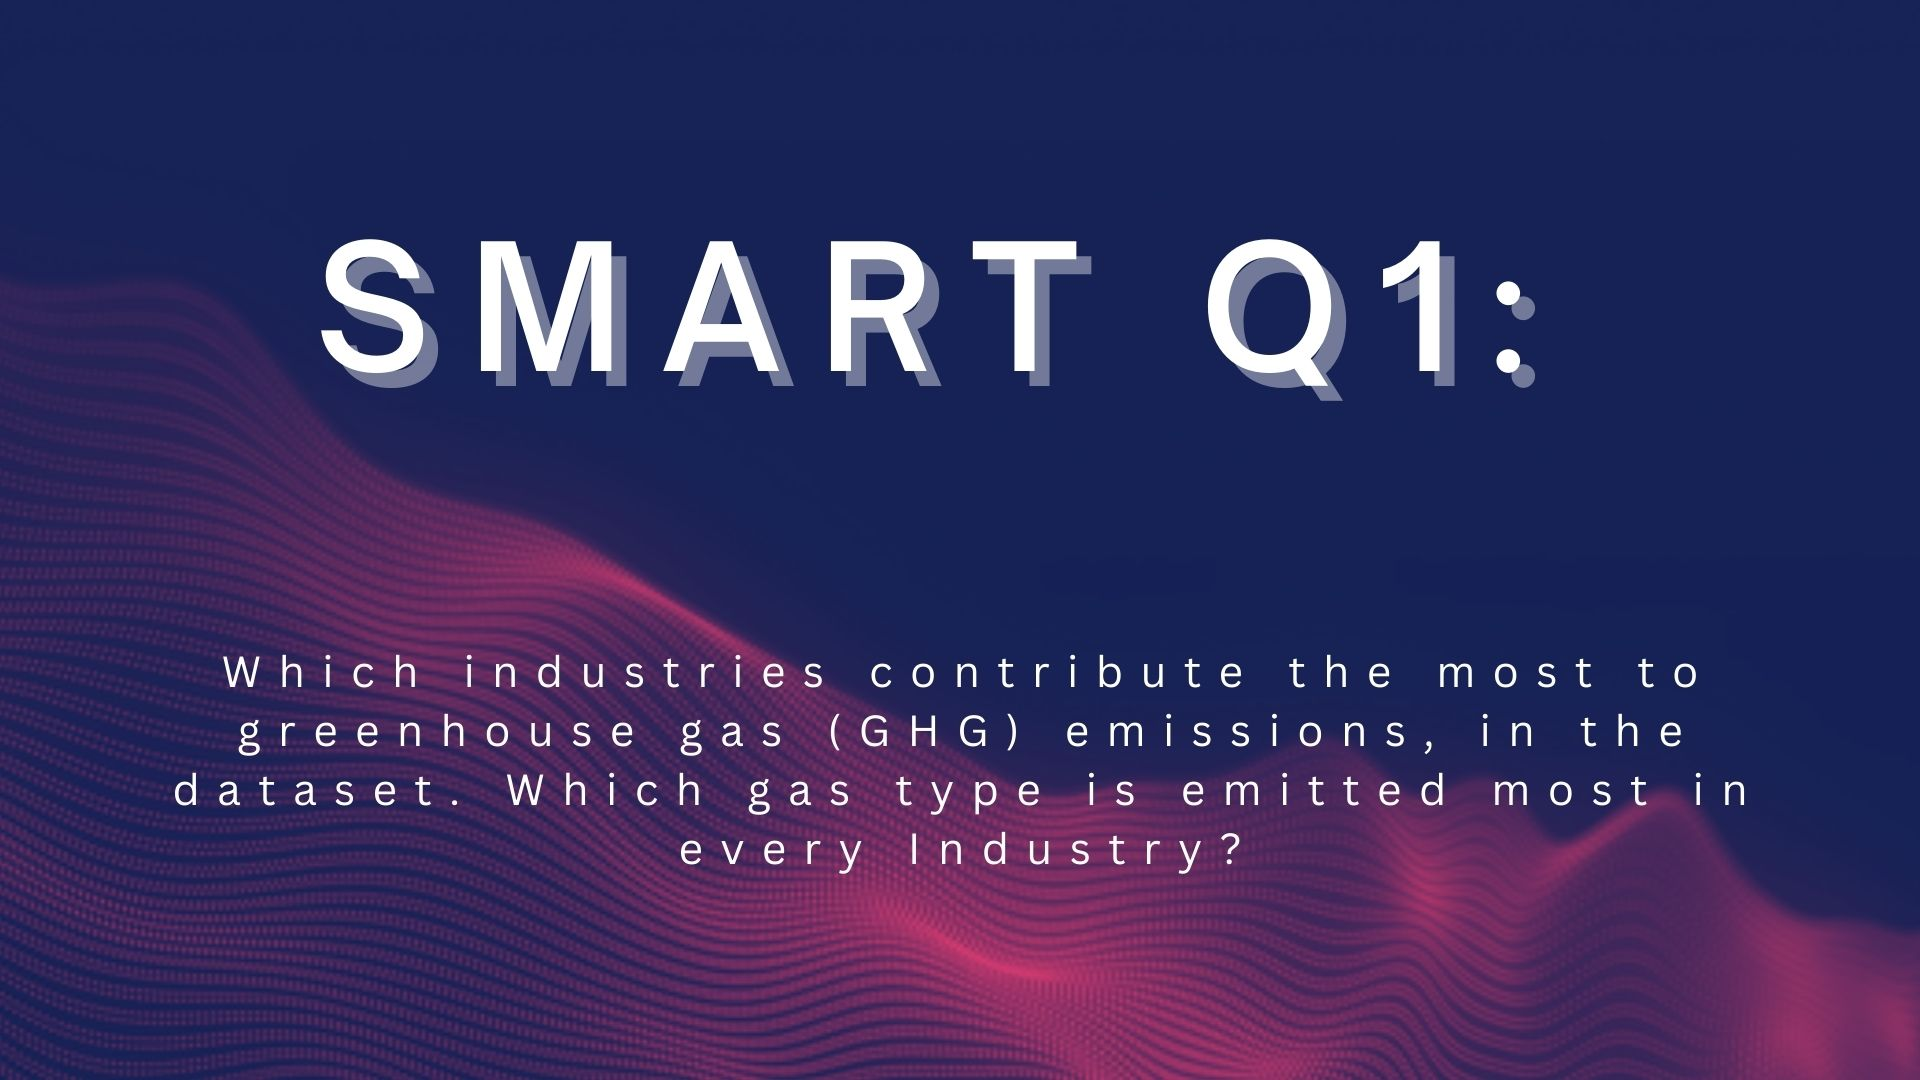 SMART Q1:
Which industries contribute the most to
greenhouse gas (GHG) emissions, in the
dataset. Which gas type is emitted most in
every Industry?